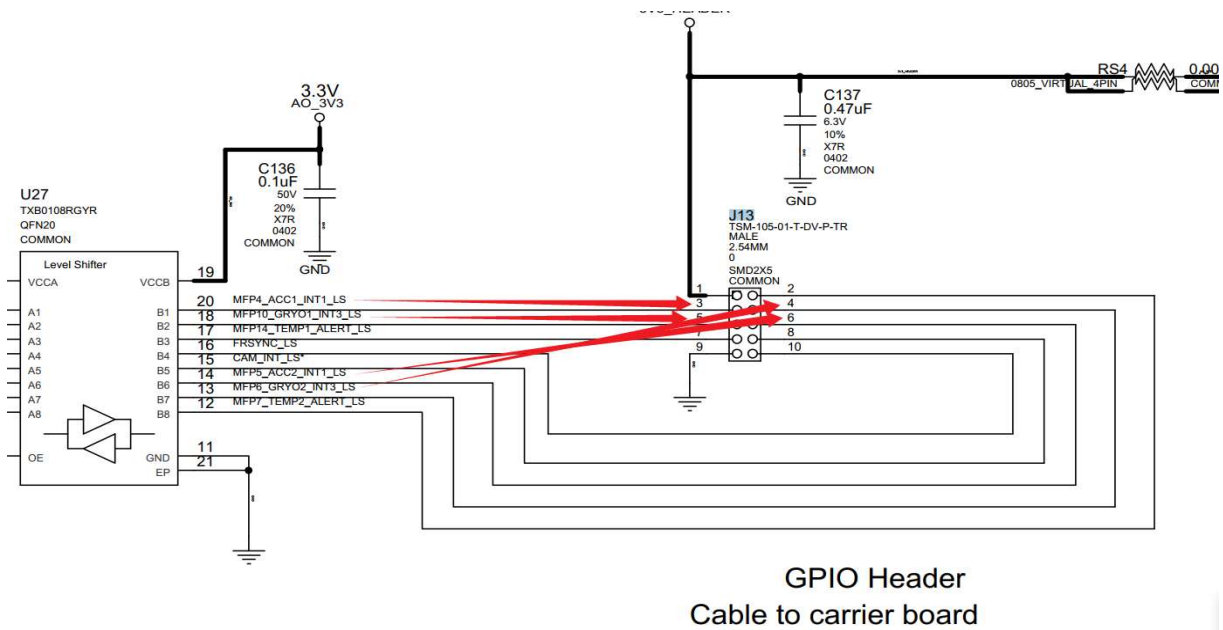 3.3V
AO_3V3
C136
0.1uF
50V
20%
X7R
0402
COMMON
GND
U27
TXB0108RGYR
QFN20
COMMON
Level Shifter
VCCA
VCCB
19
A1
B1
20
MFP4_ACC1_INT1_LS
A2
B2
18
MFP10_GRYO1_INT3_LS
A3
B3
17
MFP14_TEMP1_ALERT_LS
A4
B4
16
FRSYNC_LS
A5
B5
15
CAM_INT_LS*
A6
B6
14
MFP5_ACC2_INT1_LS
A7
B7
13
MFP6_GRYO2_INT3_LS
A8
B8
12
MFP7_TEMP2_ALERT_LS
OE
GND
11
EP
21
RS4
0.00
0805_VIRTUAL_4PIN
C137
0.47uF
6.3V
10%
X7R
0402
COMMON
GND
J13
TSM-105-01-T-DV-P-TR
MALE
2.54MM
0
SMD2X5
COMMON
1
2
3
4
5
6
7
8
9
10
GPIO Header
Cable to carrier board